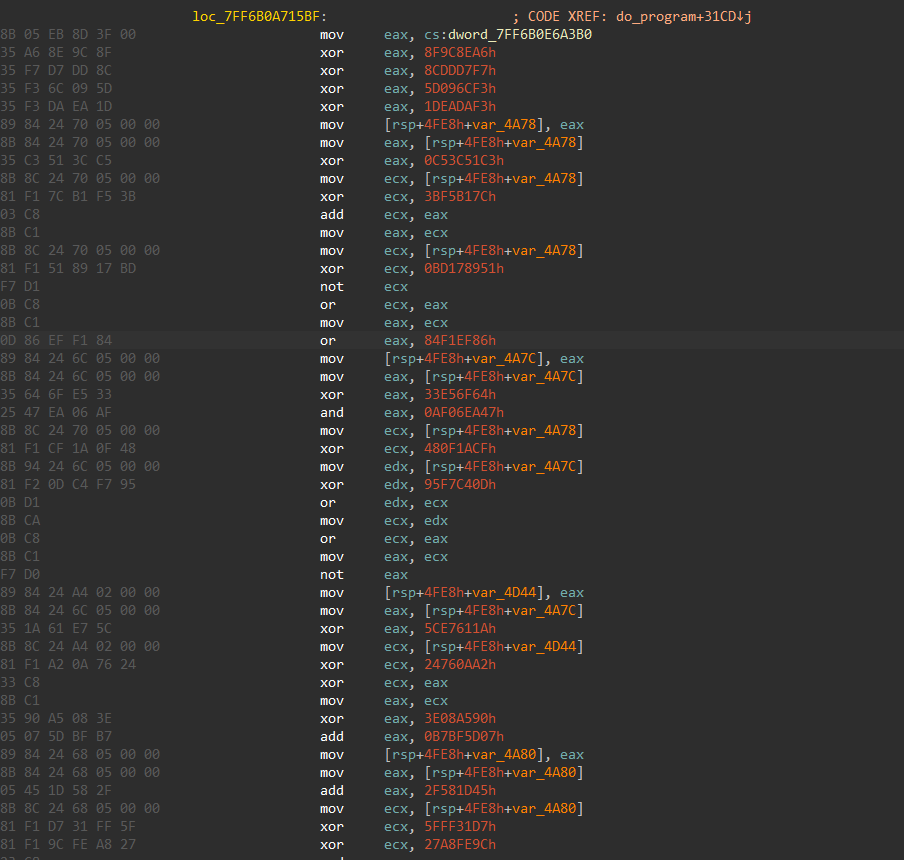 loc_7FF6B0A715BF: ; CODE XREF: do_program+31CD↓j
8B 05 EB 8D 3F 00 mov eax, cs:dword_7FF6B0E6A3B0
35 A6 8E 9C 8F xor eax, 8F9C8EA6h
35 F7 D7 DD 8C xor eax, 8CDDD7F7h
35 F3 6C 09 5D xor eax, 5D096CF3h
35 F3 DA EA 1D xor eax, 1DEADAF3h
89 84 24 70 05 00 00 mov [rsp+4FE8h+var_4A78], eax
8B 84 24 70 05 00 00 mov eax, [rsp+4FE8h+var_4A78]
35 C3 51 3C C5 xor eax, 0C53C51C3h
8B 8C 24 70 05 00 00 mov ecx, [rsp+4FE8h+var_4A78]
81 F1 7C B1 F5 3B xor ecx, 3BF5B17Ch
03 C8 add ecx, eax
8B C1 mov eax, ecx
8B 8C 24 70 05 00 00 mov ecx, [rsp+4FE8h+var_4A78]
81 F1 51 89 17 BD xor ecx, 0BD178951h
F7 D1 not ecx
0B C8 or ecx, eax
8B C1 mov eax, ecx
0D 86 EF F1 84 or eax, 84F1EF86h
89 84 24 6C 05 00 00 mov [rsp+4FE8h+var_4A7C], eax
8B 84 24 6C 05 00 00 mov eax, [rsp+4FE8h+var_4A7C]
35 64 6F E5 33 xor eax, 33E56F64h
25 47 EA 06 AF and eax, 0AF06EA47h
8B 8C 24 70 05 00 00 mov ecx, [rsp+4FE8h+var_4A78]
81 F1 CF 1A 0F 48 xor ecx, 480F1ACFh
8B 94 24 6C 05 00 00 mov edx, [rsp+4FE8h+var_4A7C]
81 F2 0D C4 F7 95 xor edx, 95F7C40Dh
0B D1 or edx, ecx
8B CA mov ecx, edx
0B C8 or ecx, eax
8B C1 mov eax, ecx
F7 D0 not eax
89 84 24 A4 02 00 00 mov [rsp+4FE8h+var_4D44], eax
8B 84 24 6C 05 00 00 mov eax, [rsp+4FE8h+var_4A7C]
35 1A 61 E7 5C xor eax, 5CE7611Ah
8B 8C 24 A4 02 00 00 mov ecx, [rsp+4FE8h+var_4D44]
81 F1 A2 0A 76 24 xor ecx, 24760AA2h
33 C8 xor ecx, eax
8B C1 mov eax, ecx
35 90 A5 08 3E xor eax, 3E08A590h
05 07 5D BF B7 add eax, 0B7BF5D07h
89 84 24 68 05 00 00 mov [rsp+4FE8h+var_4A80], eax
8B 84 24 68 05 00 00 mov eax, [rsp+4FE8h+var_4A80]
05 45 1D 58 2F add eax, 2F581D45h
8B 8C 24 68 05 00 00 mov ecx, [rsp+4FE8h+var_4A80]
81 F1 D7 31 FF 5F xor ecx, 5FFF31D7h
81 F1 9C FE A8 27 xor ecx, 27A8FE9Ch